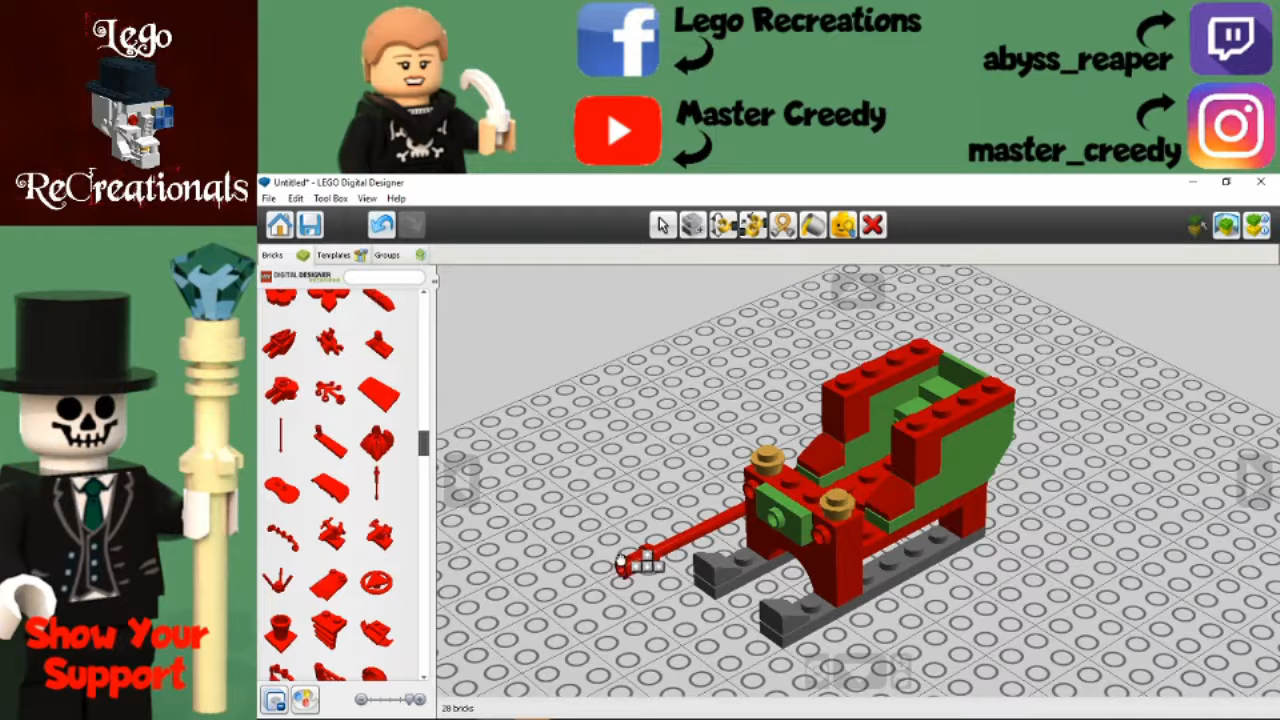 Lego
ReCreationals
Lego Recreations
Master Creedy
abyss_reaper
master_creedy
Show Your
Support
Untitled* - LEGO Digital Designer
File Edit Tool Box View Help
Bricks Templates Groups
DIGITAL DESIGNER
28 bricks